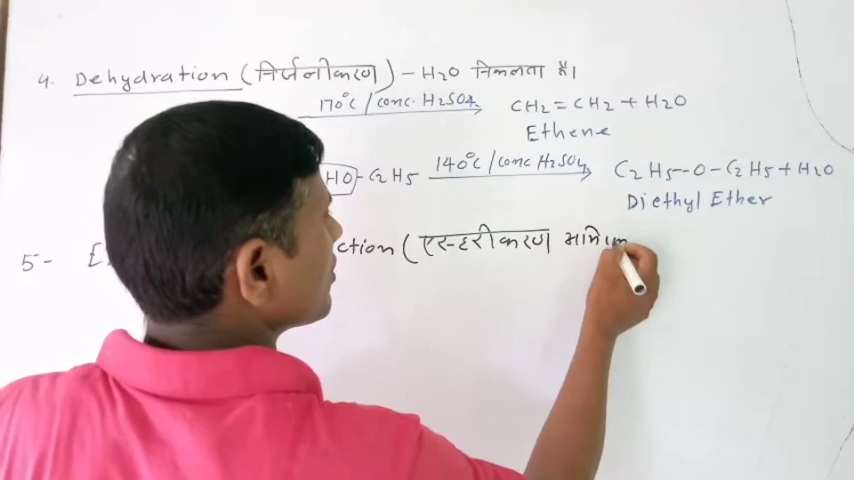 4. Dehydration (निर्जलीकरण) - H2O निकलता है।
170°C / conc. H2SO4 CH2 = CH2 + H2O
Ethene
HO - C2H5 140°C / conc H2SO4 C2H5 - O - C2H5 + H2O
Diethyl Ether
5- E ction (एस्टरीकरण